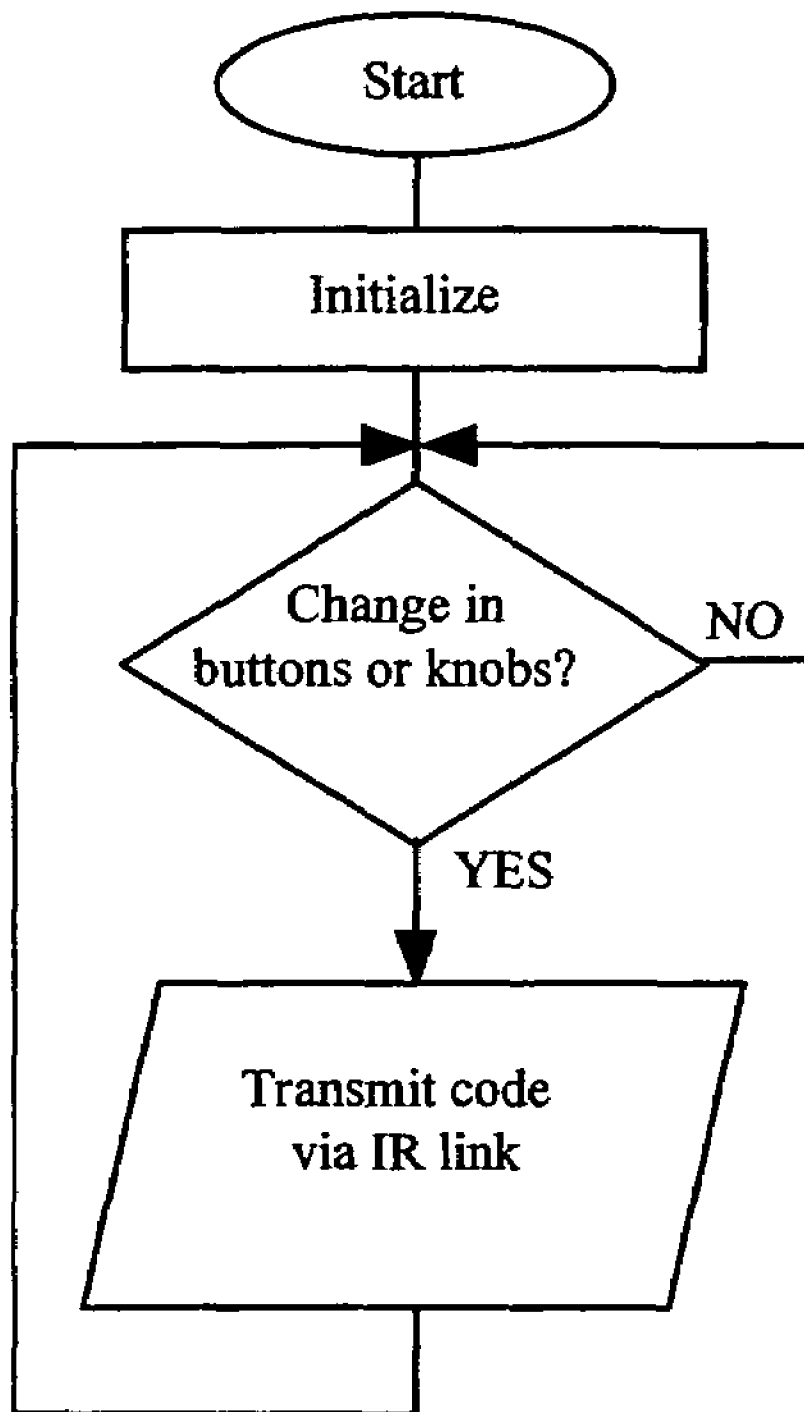 Start
Initialize
Change in
buttons or knobs?
NO
YES
Transmit code
via IR link